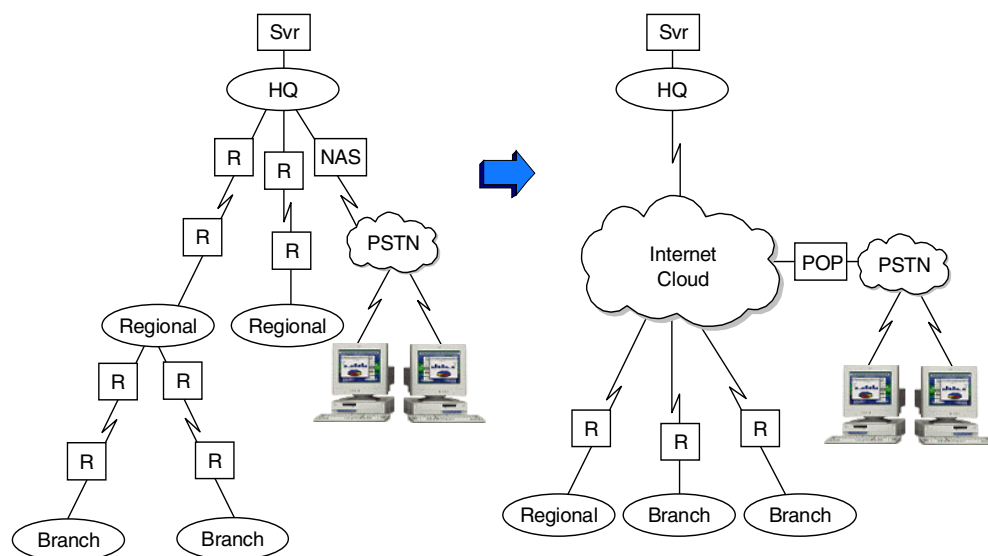 Svr
HQ
R
R
NAS
R
R
PSTN
Regional
Regional
R
R
R
R
Branch
Branch
Svr
HQ
Internet
Cloud
POP
PSTN
R
R
R
Regional
Branch
Branch